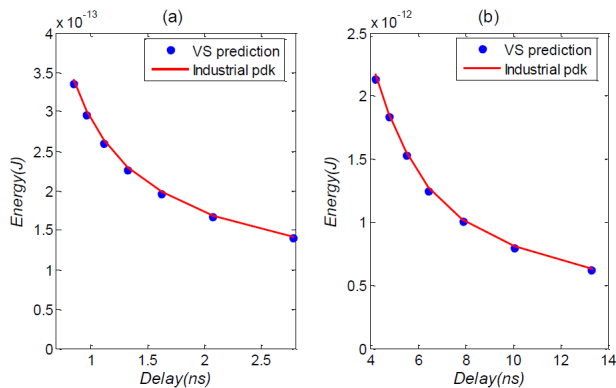 (a)
x 10⁻¹³
VS prediction
Industrial pdk
Energy(J)
4
3.5
3
2.5
2
1.5
1
0.5
0
1
1.5
2
2.5
Delay(ns)
(b)
x 10⁻¹²
VS prediction
Industrial pdk
Energy(J)
2.5
2
1.5
1
0.5
0
4
6
8
10
12
14
Delay(ns)